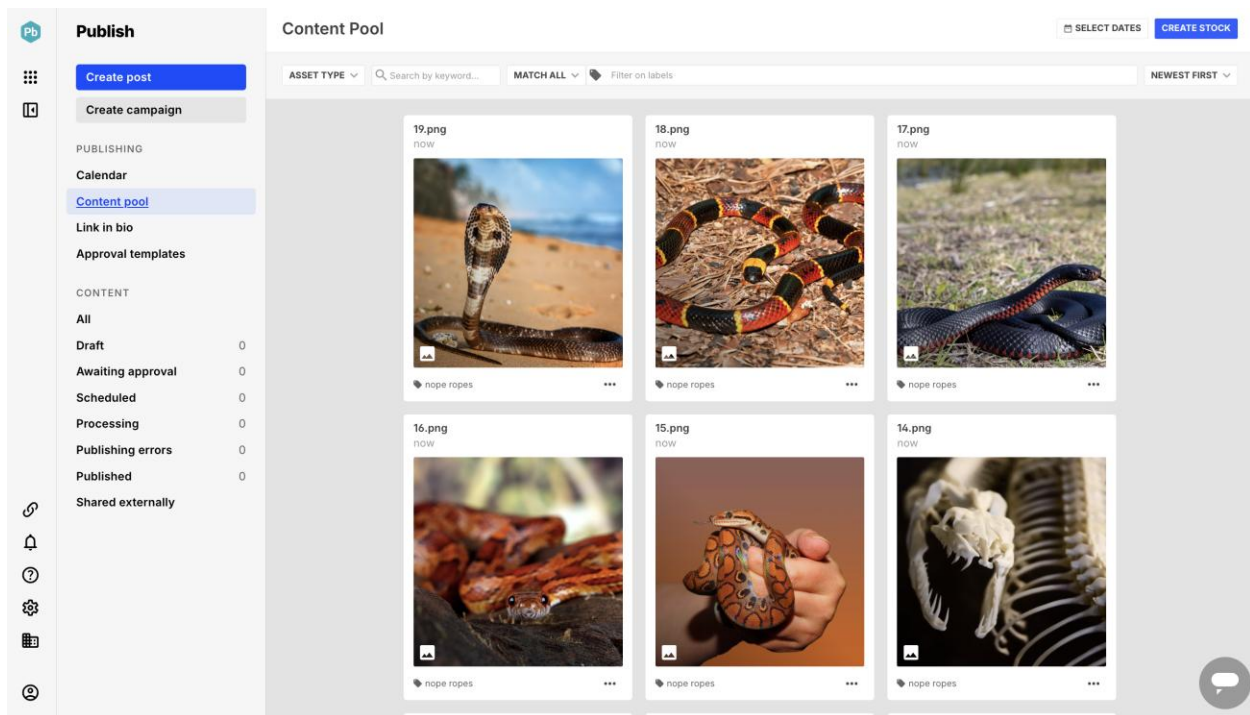 Pb
Publish
Create post
Create campaign
PUBLISHING
Calendar
Content pool
Link in bio
Approval templates
CONTENT
All
Draft 0
Awaiting approval 0
Scheduled 0
Processing 0
Publishing errors 0
Published 0
Shared externally
Content Pool
SELECT DATES CREATE STOCK
ASSET TYPE Search by keyword... MATCH ALL Filter on labels NEWEST FIRST
19.png
now
nope ropes
18.png
now
nope ropes
17.png
now
nope ropes
16.png
now
nope ropes
15.png
now
nope ropes
14.png
now
nope ropes